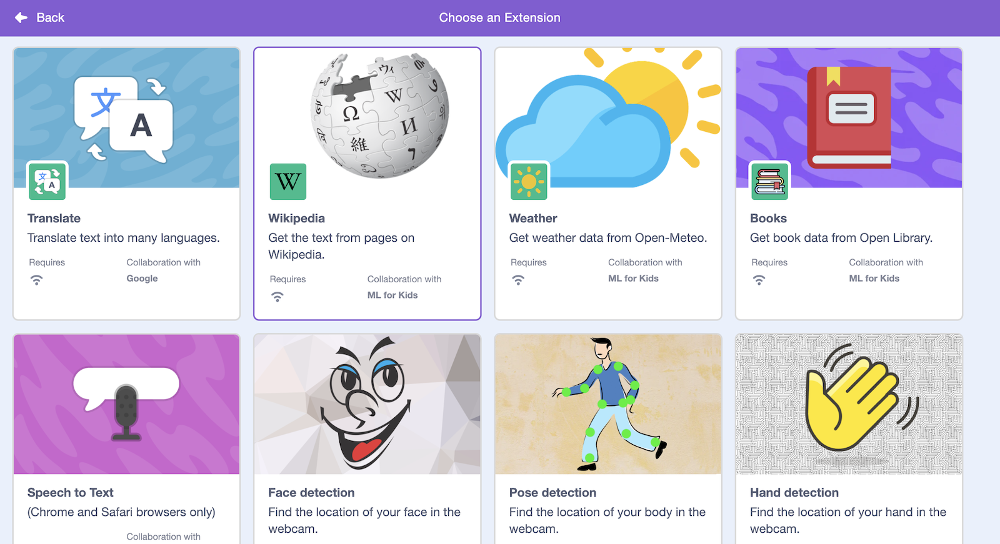 Back
Choose an Extension
文
A
文
A
Translate
Translate text into many languages.
Requires
Collaboration with
Google
Ω
W
И
維
ウィ
W
Wikipedia
Get the text from pages on
Wikipedia.
Requires
Collaboration with
ML for Kids
Weather
Get weather data from Open-Meteo.
Requires
Collaboration with
ML for Kids
Books
Get book data from Open Library.
Requires
Collaboration with
ML for Kids
Speech to Text
(Chrome and Safari browsers only)
Collaboration with
Face detection
Find the location of your face in the
webcam.
Pose detection
Find the location of your body in the
webcam.
Hand detection
Find the location of your hand in the
webcam.